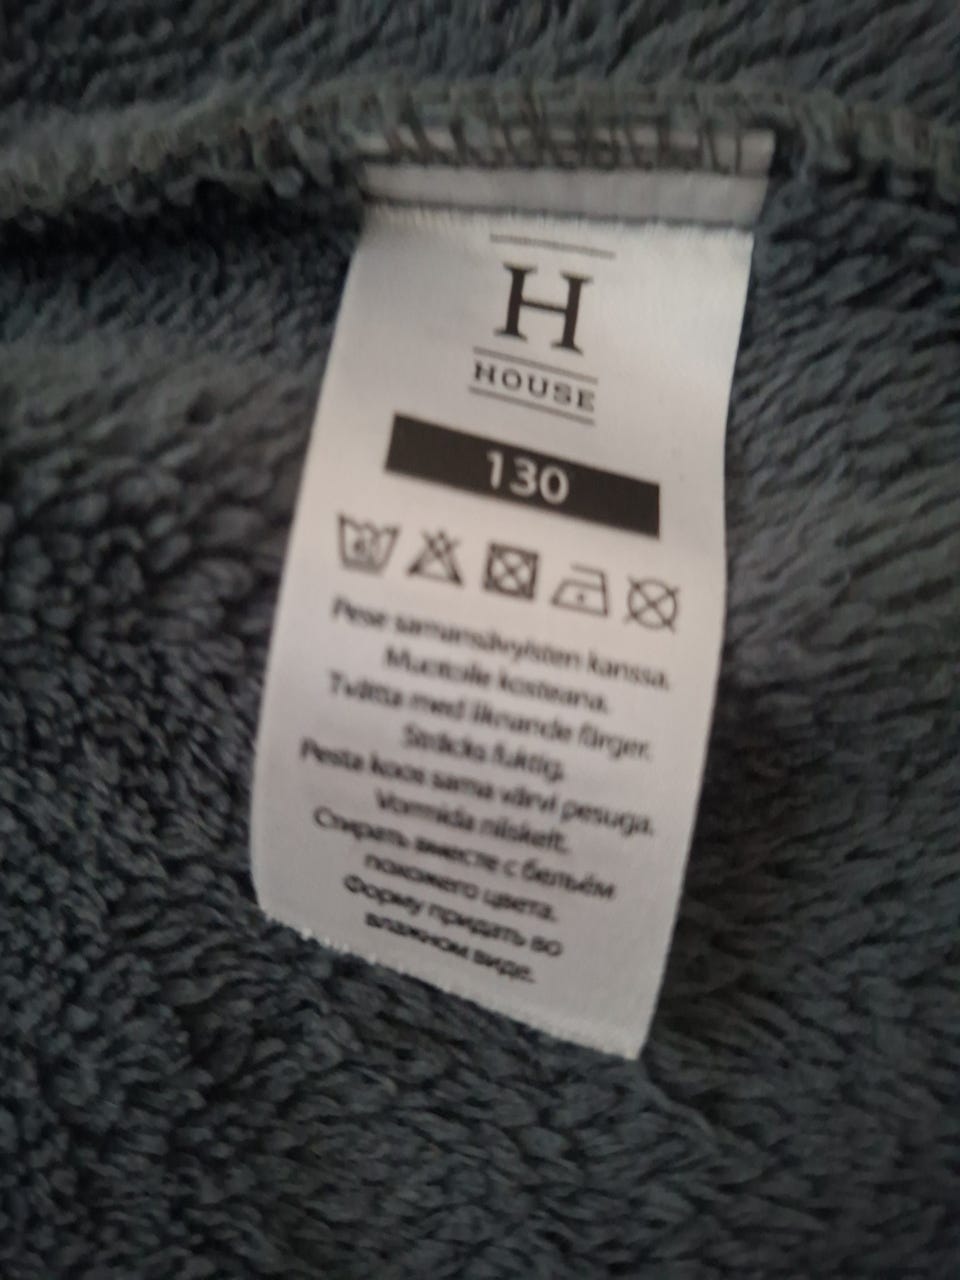 H
HOUSE
130
Pese samansävyisten kanssa.
Muotoile kosteana.
Tvätta med liknande färger.
Sträcks fuktig.
Pesta koos sama värvi pesuga.
Vormida niiskelt.
Стирать вместе с бельём
похожего цвета.
Форму придать во
влажном виде.